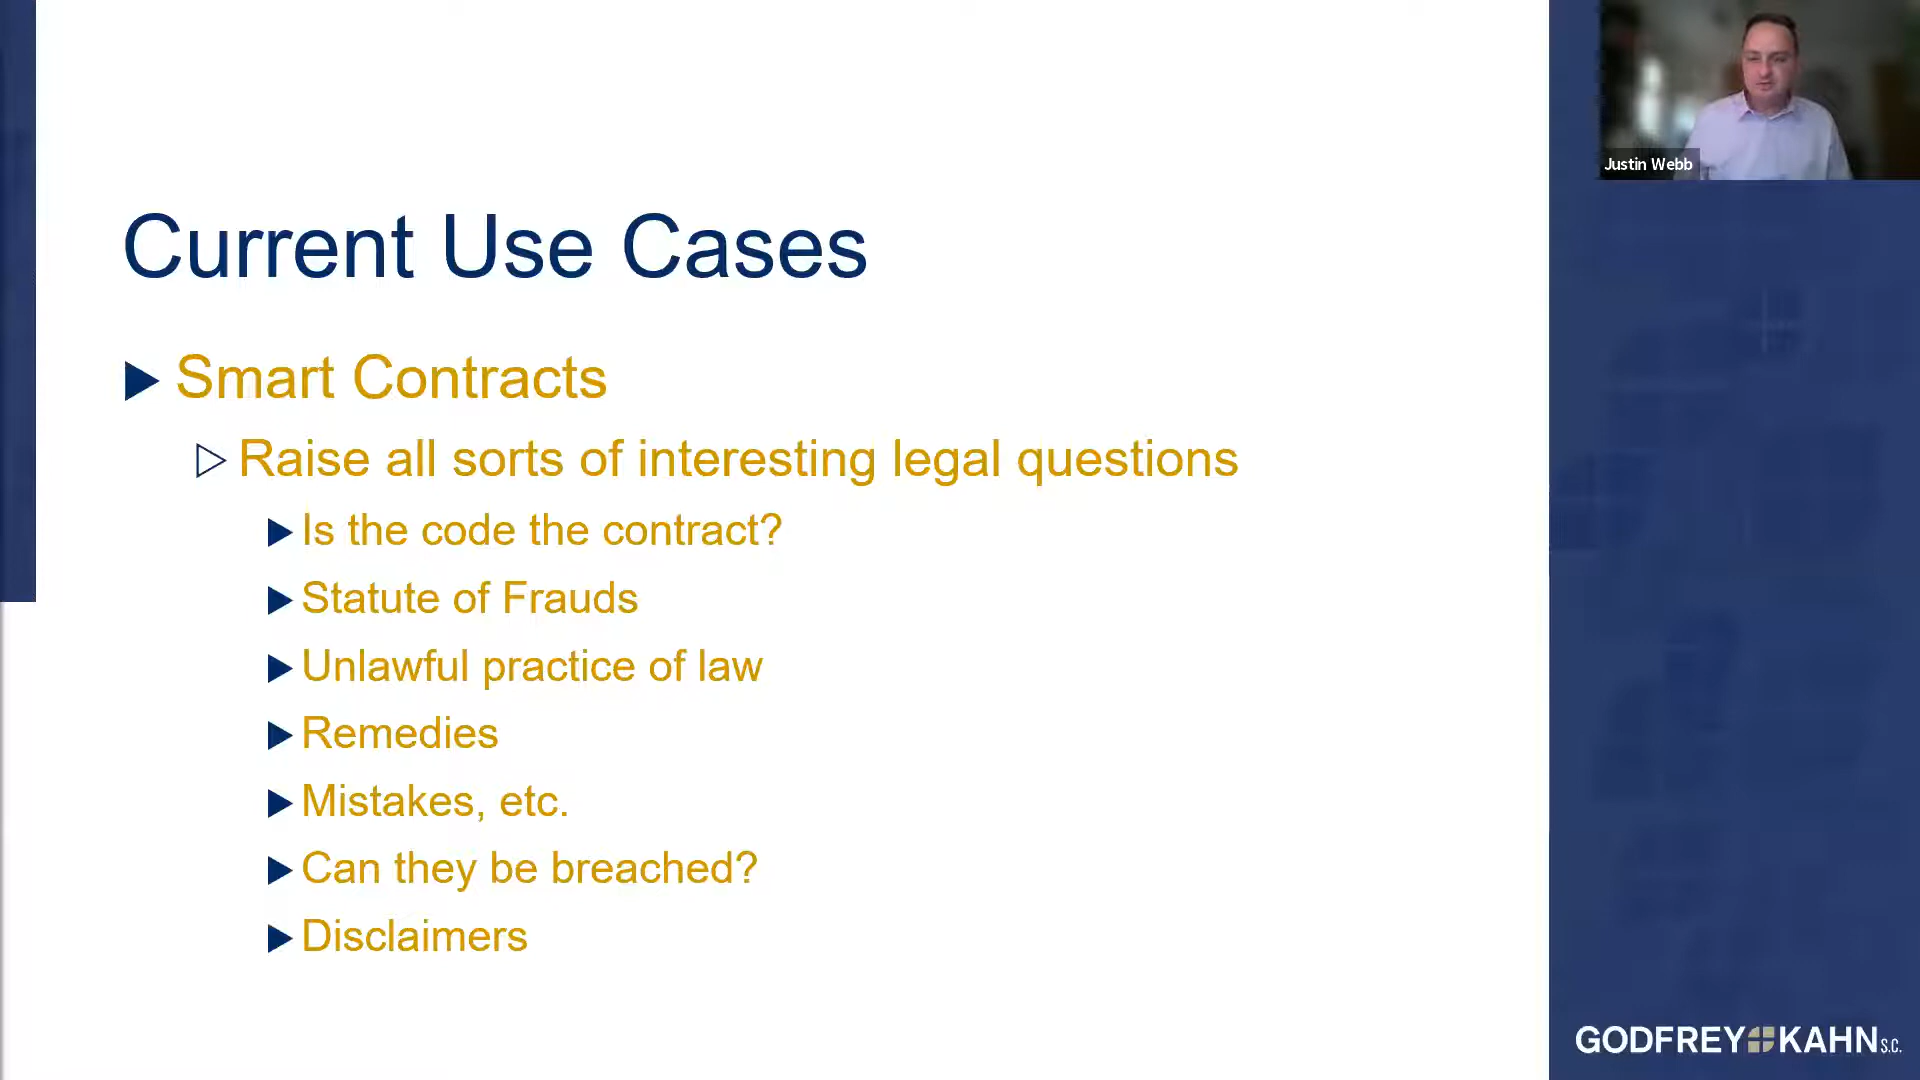 Justin Webb
Current Use Cases
Smart Contracts
Raise all sorts of interesting legal questions
Is the code the contract?
Statute of Frauds
Unlawful practice of law
Remedies
Mistakes, etc.
Can they be breached?
Disclaimers
GODFREY KAHN S.C.